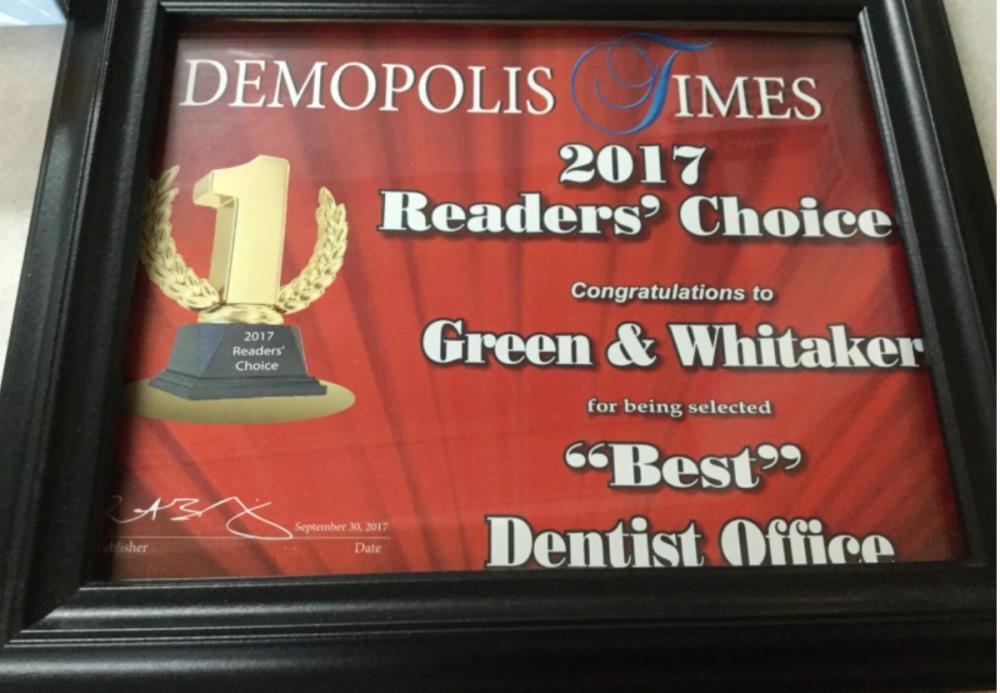 DEMOPOLIS TIMES
2017
Readers' Choice
Congratulations to
Green & Whitaker
for being selected
“Best”
Dentist Office
2017
Readers'
Choice
September 30, 2017
ublisher Date